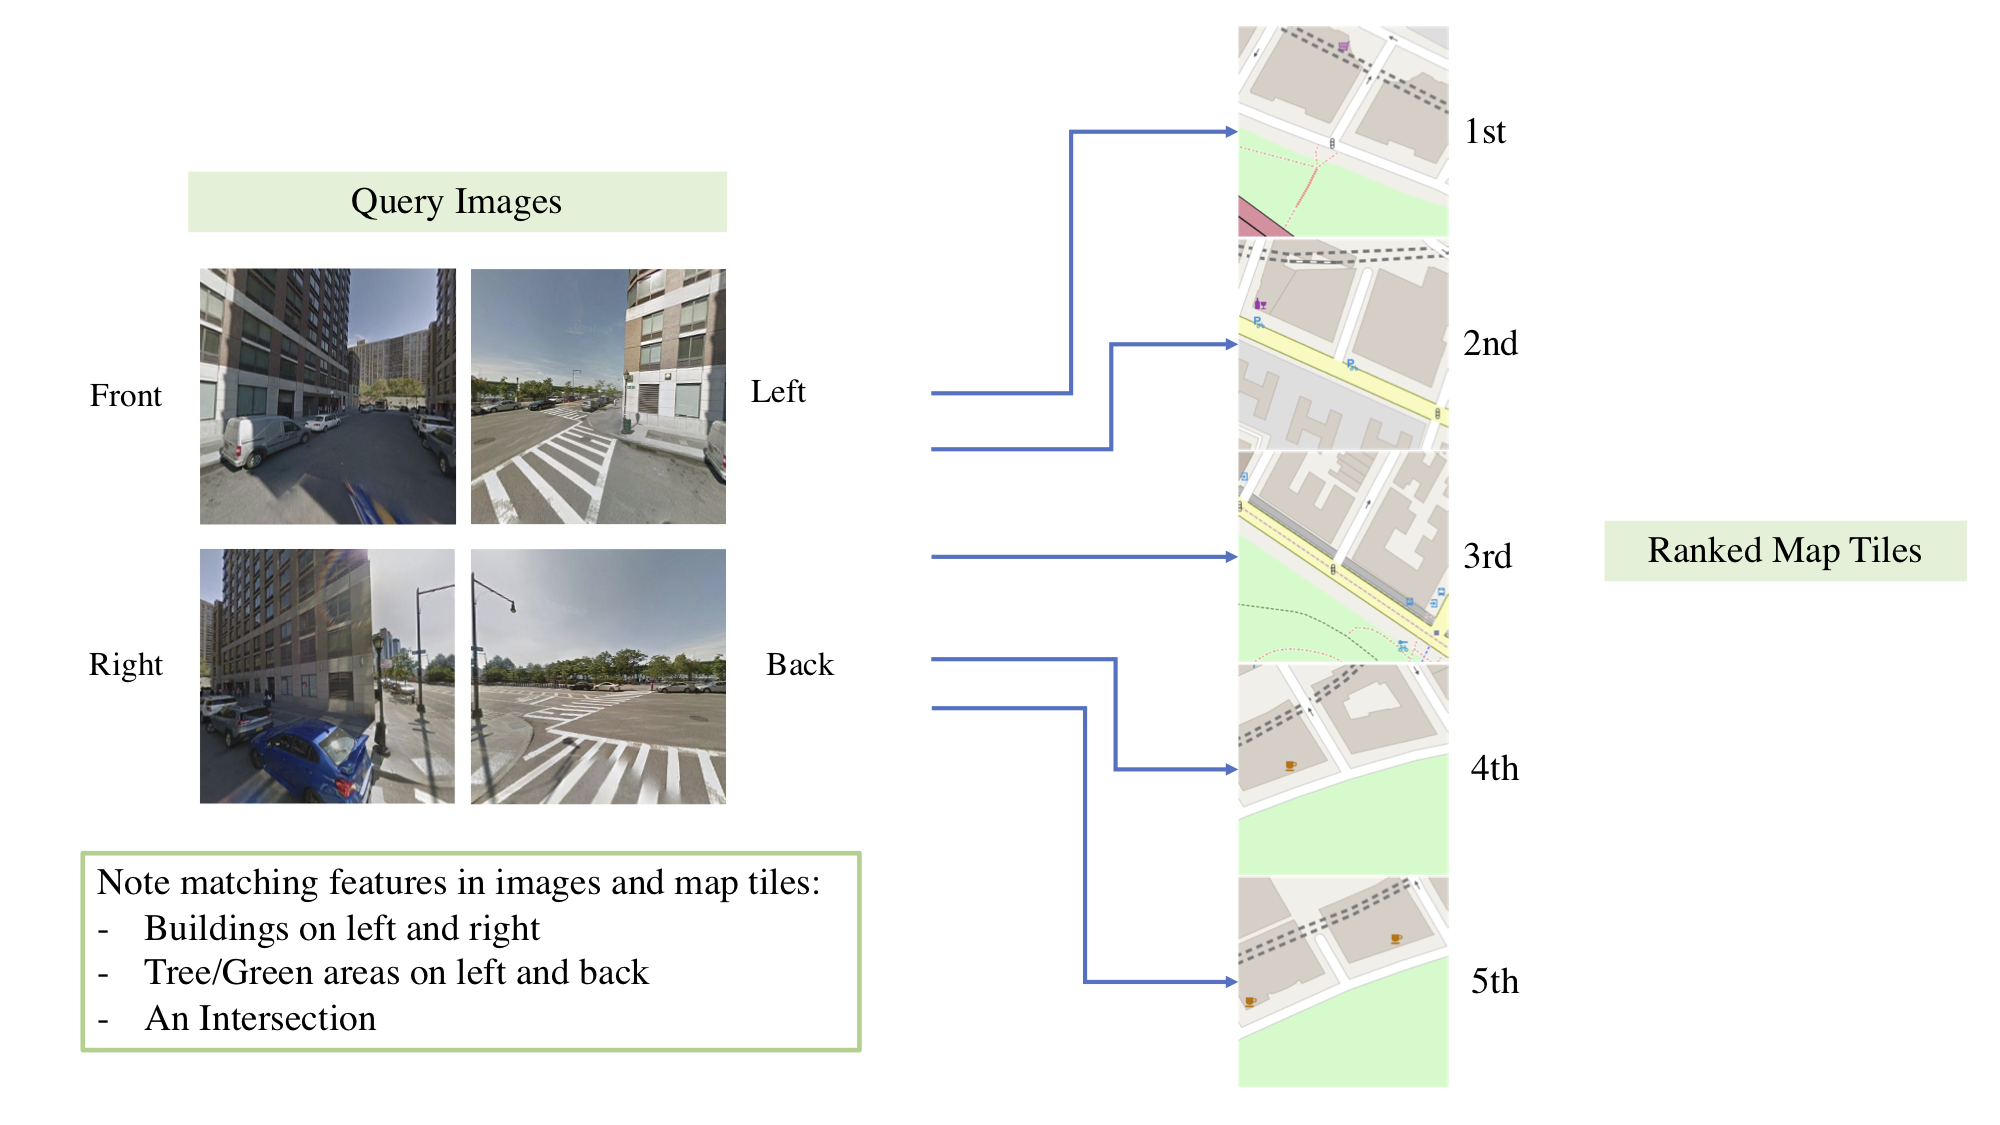 Query Images
Front
Left
Right
Back
Note matching features in images and map tiles:
- Buildings on left and right
- Tree/Green areas on left and back
- An Intersection
1st
2nd
3rd
4th
5th
Ranked Map Tiles